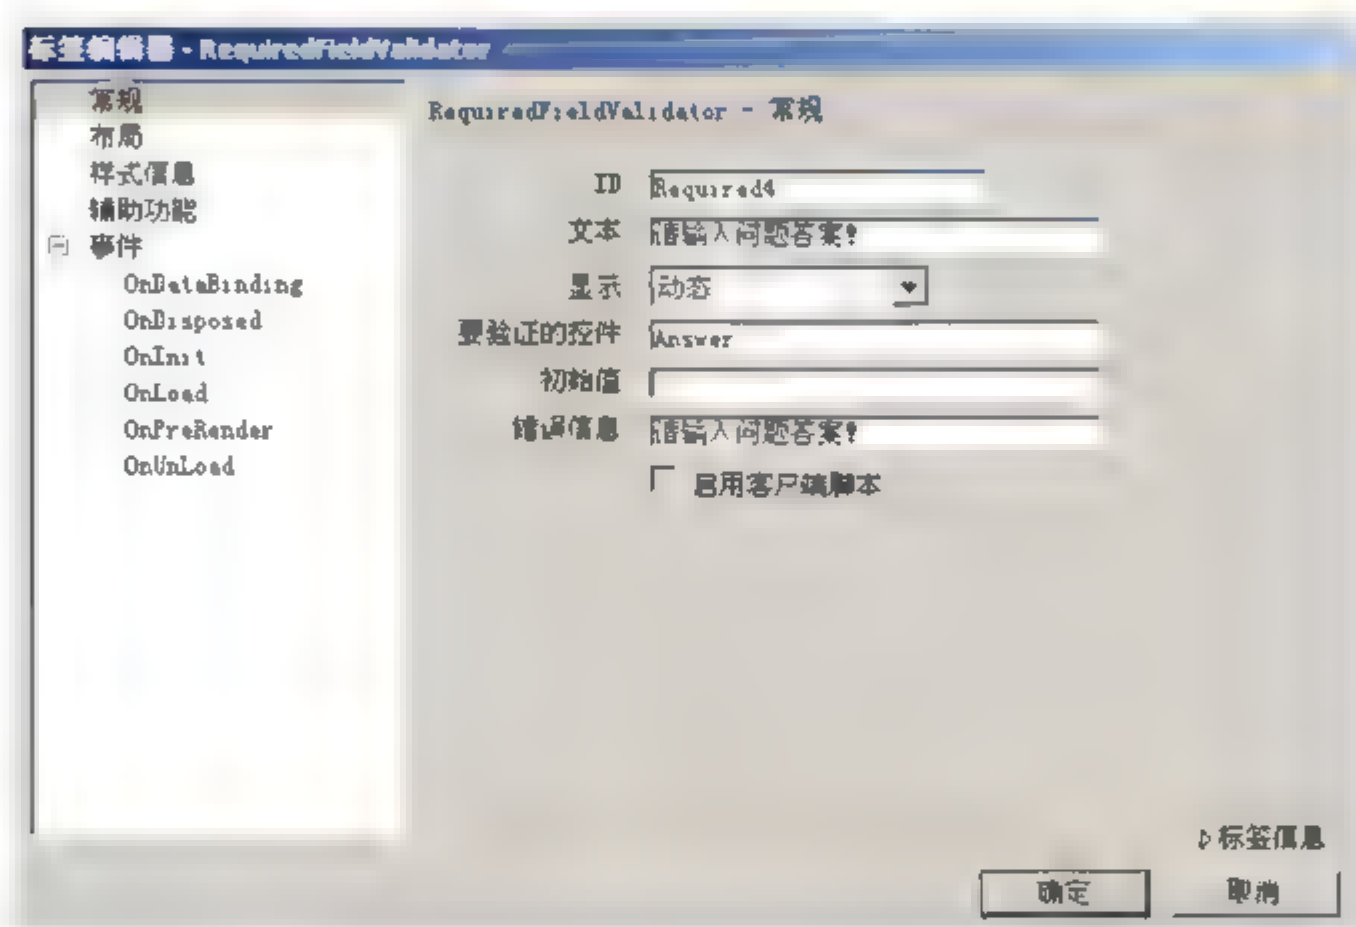 标签编辑器 - RequiredFieldValidator
常规
布局
样式信息
辅助功能
事件
OnDataBinding
OnDisposed
OnInit
OnLoad
OnPreRender
OnUnLoad
RequiredFieldValidator - 常规
ID Required4
文本 请输入问题答案!
显示 动态
要验证的控件 Answer
初始值
错误信息 请输入问题答案!
启用客户端脚本
标签信息
确定 取消